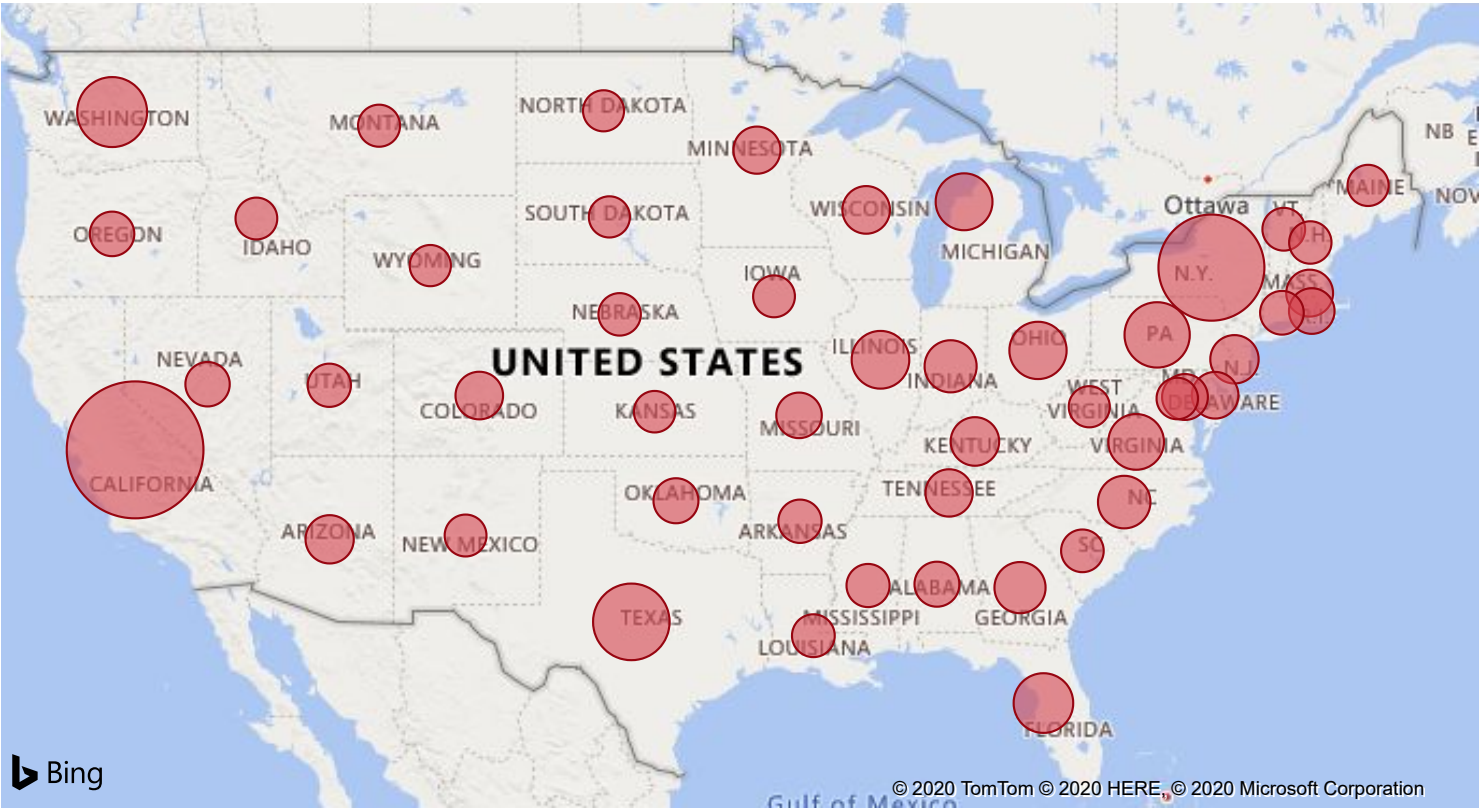 WASHINGTON
MONTANA
NORTH DAKOTA
MINNESOTA
OREGON
IDAHO
WYOMING
SOUTH DAKOTA
WISCONSIN
MICHIGAN
Ottawa
VT.
N.H.
MAINE
NB
NOV
NEBRASKA
IOWA
N.Y.
MASS.
R.I.
NEVADA
UTAH
COLORADO
UNITED STATES
KANSAS
MISSOURI
ILLINOIS
INDIANA
OHIO
PA
N.J.
MD
DELAWARE
WEST
VIRGINIA
VIRGINIA
KENTUCKY
CALIFORNIA
ARIZONA
NEW MEXICO
OKLAHOMA
ARKANSAS
TENNESSEE
NC
SC
TEXAS
LOUISIANA
MISSISSIPPI
ALABAMA
GEORGIA
FLORIDA
Bing
Gulf of Mexico
© 2020 TomTom © 2020 HERE, © 2020 Microsoft Corporation